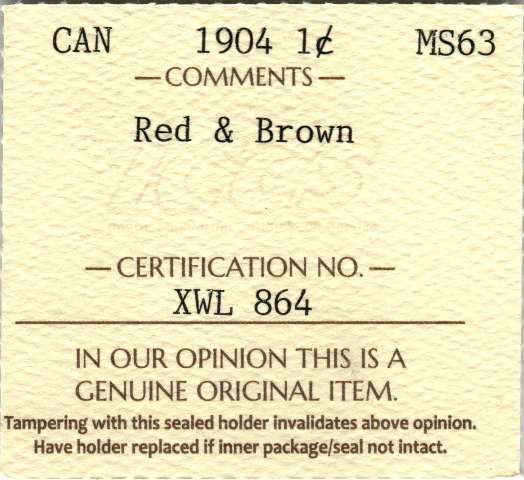 CAN 1904 1¢ MS63
—COMMENTS—
Red & Brown
ICCS
—CERTIFICATION NO.—
XWL 864
IN OUR OPINION THIS IS A
GENUINE ORIGINAL ITEM.
Tampering with this sealed holder invalidates above opinion.
Have holder replaced if inner package/seal not intact.